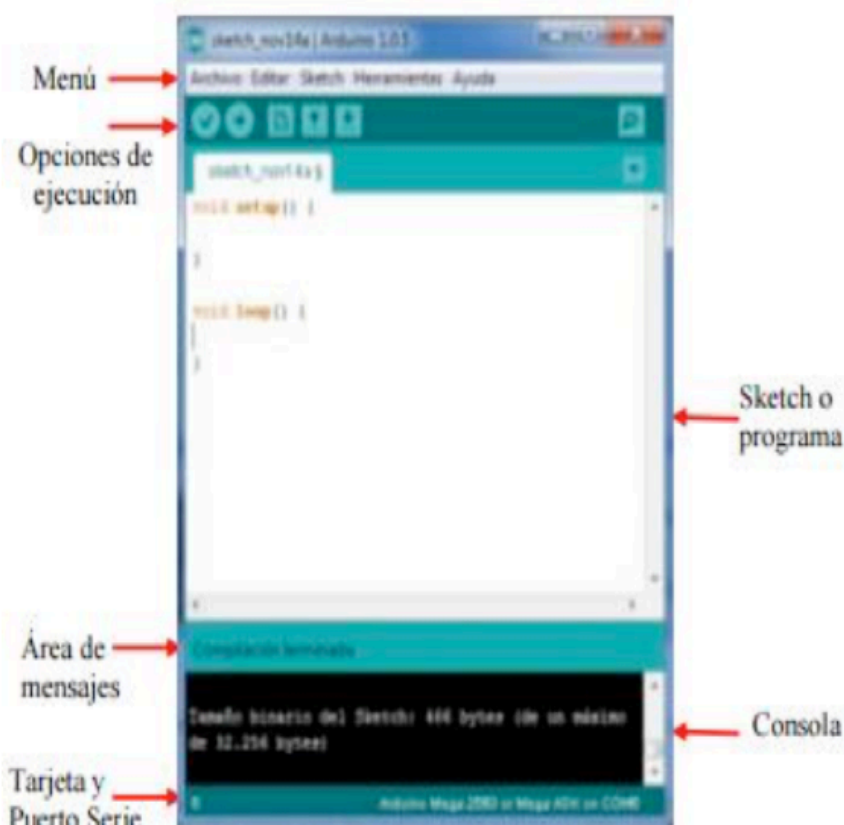 sketch_nov14a | Arduino 1.0.5
Menú
Archivo Editar Sketch Herramientas Ayuda
Opciones de
ejecución
sketch_nov14a §
void setup() {
}
void loop() {
}
Sketch o
programa
Área de
mensajes
Compilación terminada
Tamaño binario del Sketch: 466 bytes (de un máximo
de 32.256 bytes)
Consola
Tarjeta y
Puerto Serie
Arduino Mega 2560 or Mega ADK on